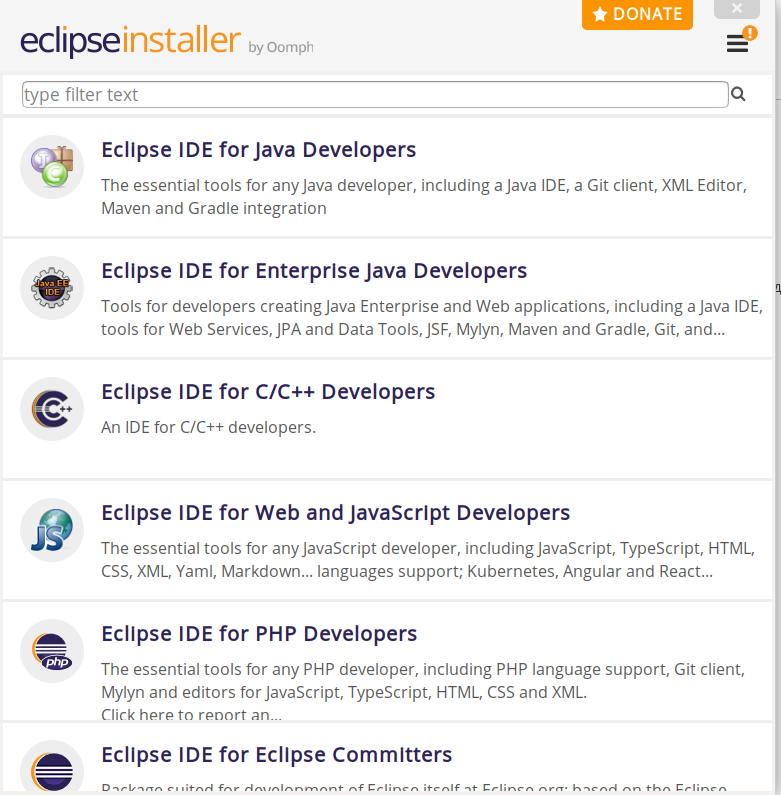 DONATE
eclipseinstaller by Oomph
!
type filter text
Eclipse IDE for Java Developers
The essential tools for any Java developer, including a Java IDE, a Git client, XML Editor,
Maven and Gradle integration
Java EE
IDE
Eclipse IDE for Enterprise Java Developers
Tools for developers creating Java Enterprise and Web applications, including a Java IDE,
tools for Web Services, JPA and Data Tools, JSF, Mylyn, Maven and Gradle, Git, and...
C++
Eclipse IDE for C/C++ Developers
An IDE for C/C++ developers.
JS
Eclipse IDE for Web and JavaScript Developers
The essential tools for any JavaScript developer, including JavaScript, TypeScript, HTML,
CSS, XML, Yaml, Markdown... languages support; Kubernetes, Angular and React...
php
Eclipse IDE for PHP Developers
The essential tools for any PHP developer, including PHP language support, Git client,
Mylyn and editors for JavaScript, TypeScript, HTML, CSS and XML.
Click here to report an...
Eclipse IDE for Eclipse Committers
Package suited for development of Eclipse itself at Eclipse.org; based on the Eclipse